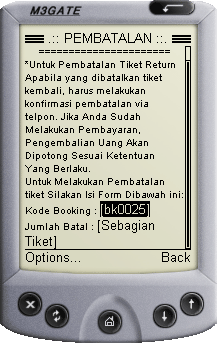 M3GATE
.:: PEMBATALAN ::.
========================
*Untuk Pembatalan Tiket Return
Apabila yang dibatalkan tiket
kembali, harus melakukan
konfirmasi pembatalan via
telpon. Jika Anda Sudah
Melakukan Pembayaran,
Pengembalian Uang Akan
Dipotong Sesuai Ketentuan
Yang Berlaku.
Untuk Melakukan Pembatalan
tiket Silakan Isi Form Dibawah ini:
Kode Booking : [bk0025]
Jumlah Batal : [Sebagian
Tiket]
Options... Back